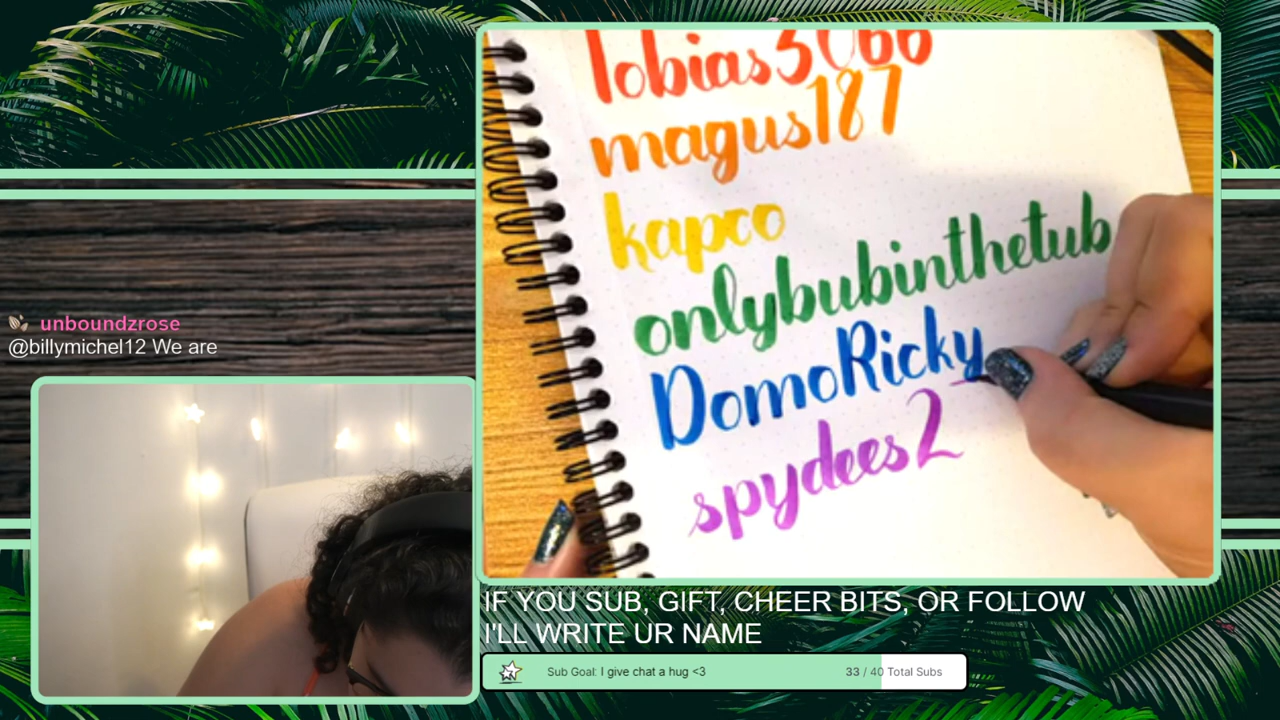 Tobias3066
magus187
kapco
onlybubinthetub
DomoRicky
spydees2
unboundzrose
@billymichel12 We are
IF YOU SUB, GIFT, CHEER BITS, OR FOLLOW
I'LL WRITE UR NAME
Sub Goal: I give chat a hug <3
33 / 40 Total Subs